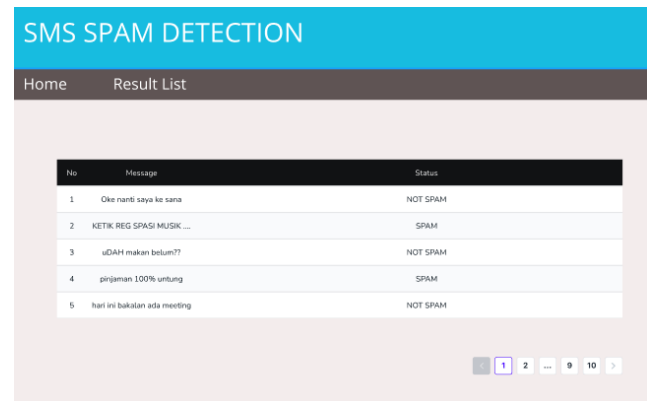 SMS SPAM DETECTION
Home Result List
No Message Status
1 Oke nanti saya ke sana NOT SPAM
2 KETIK REG SPASI MUSIK .... SPAM
3 uDAH makan belum?? NOT SPAM
4 pinjaman 100% untung SPAM
5 hari ini bakalan ada meeting NOT SPAM
< 1 2 ... 9 10 >